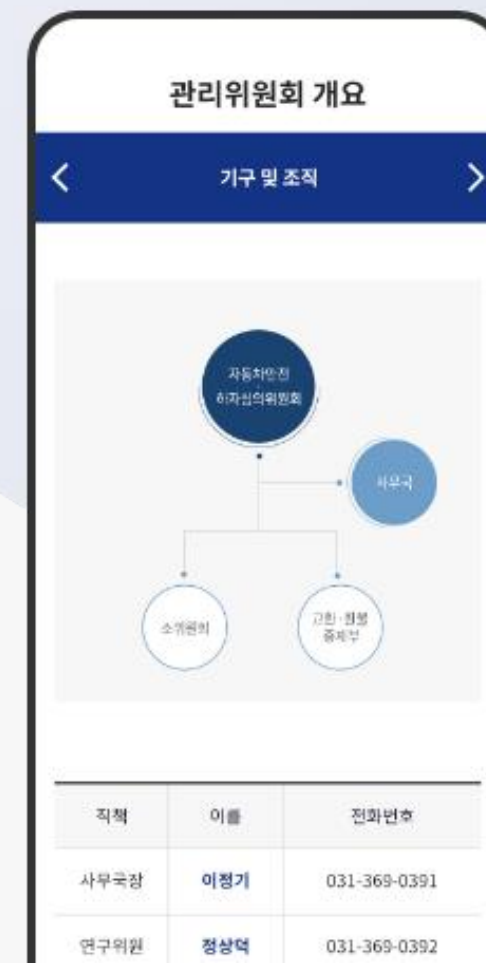 관리위원회 개요
기구 및 조직
자동차안전
하자심의위원회
사무국
소위원회
교환·환불
중재부
직책 이름 전화번호
사무국장 이정기 031-369-0391
연구위원 정상덕 031-369-0392